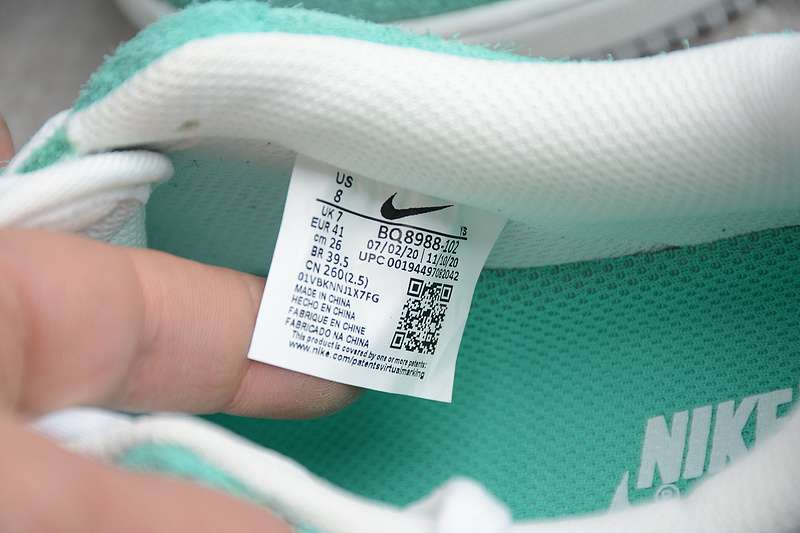 US
8
UK 7
EUR 41
cm 26
BR 39.5
CN 260(2.5)
01VBKNNJ1X7FG
MADE IN CHINA
HECHO EN CHINA
FABRIQUE EN CHINE
FABRICADO NA CHINA
This product is covered by one or more patents:
www.nike.com/patentsvirtualmarking
YS
BQ8988-102
07/02/20 | 11/10/20
UPC 00194497082042
NIKE
®